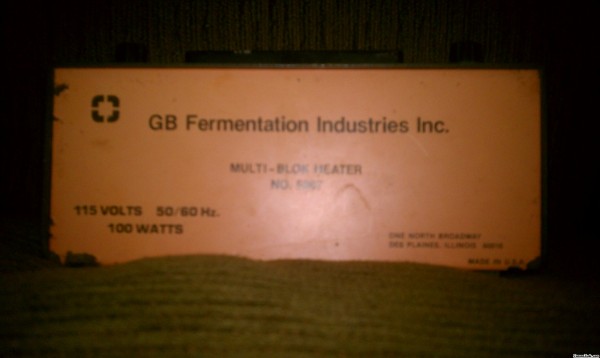 GB Fermentation Industries Inc.
MULTI-BLOK HEATER
NO.
115 VOLTS 50/60 Hz.
100 WATTS
ONE NORTH BROADWAY
DES PLAINES, ILLINOIS
MADE IN U.S.A.